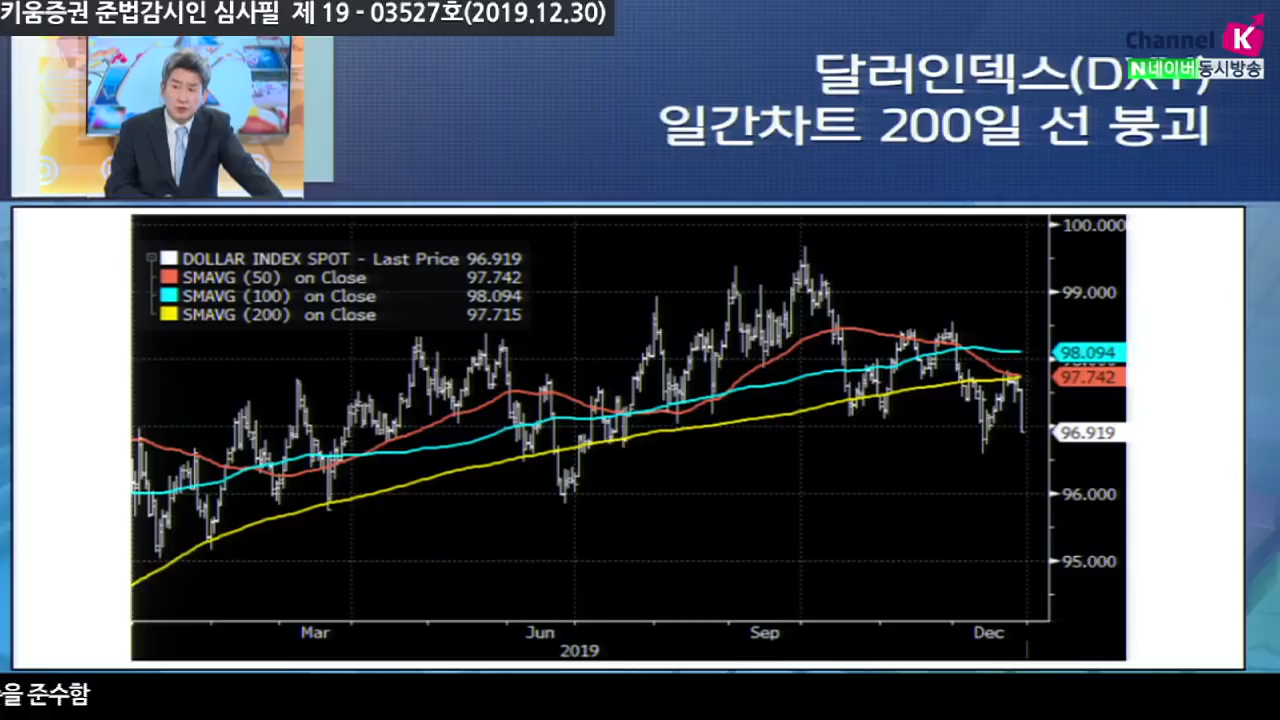 키움증권 준법감시인 심사필 제 19 - 03527호(2019.12.30)
Channel K
N네이버동시방송
달러인덱스(DXY)
일간차트 200일 선 붕괴
DOLLAR INDEX SPOT - Last Price 96.919
SMAVG (50) on Close 97.742
SMAVG (100) on Close 98.094
SMAVG (200) on Close 97.715
100.000
99.000
98.094
97.742
96.919
96.000
95.000
Mar Jun Sep Dec
2019
을 준수함